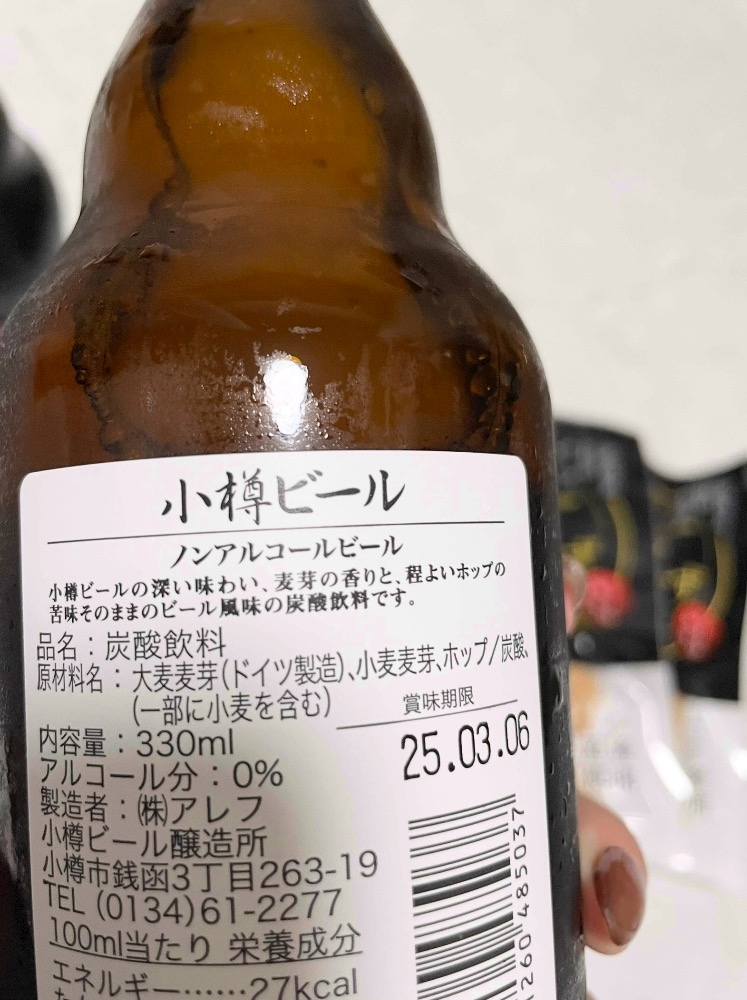 小樽ビール
ノンアルコールビール
小樽ビールの深い味わい、麦芽の香りと、程よいホップの
苦味そのままのビール風味の炭酸飲料です。
品名：炭酸飲料
原材料名：大麦麦芽(ドイツ製造)、小麦麦芽、ホップ/炭酸、
(一部に小麦を含む)
賞味期限
25.03.06
内容量：330ml
アルコール分：0%
製造者：㈱アレフ
小樽ビール醸造所
小樽市銭函3丁目263-19
TEL (0134)61-2277
100ml当たり 栄養成分
エネルギー……27kcal
260 485037